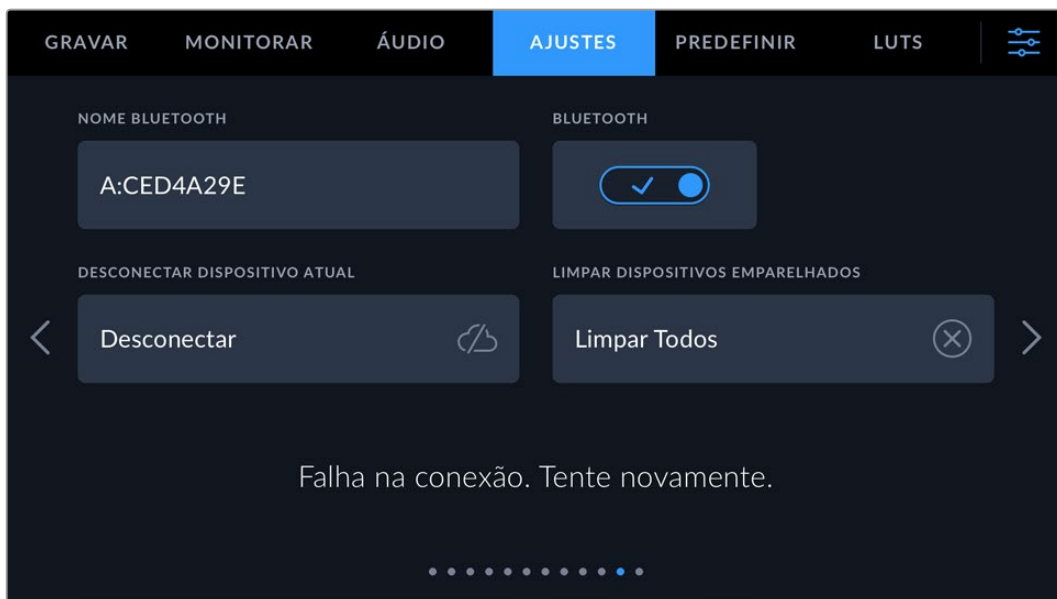 GRAVAR MONITORAR ÁUDIO AJUSTES PREDEFINIR LUTS
NOME BLUETOOTH BLUETOOTH
A:CED4A29E
DESCONECTAR DISPOSITIVO ATUAL LIMPAR DISPOSITIVOS EMPARELHADOS
Desconectar Limpar Todos
Falha na conexão. Tente novamente.